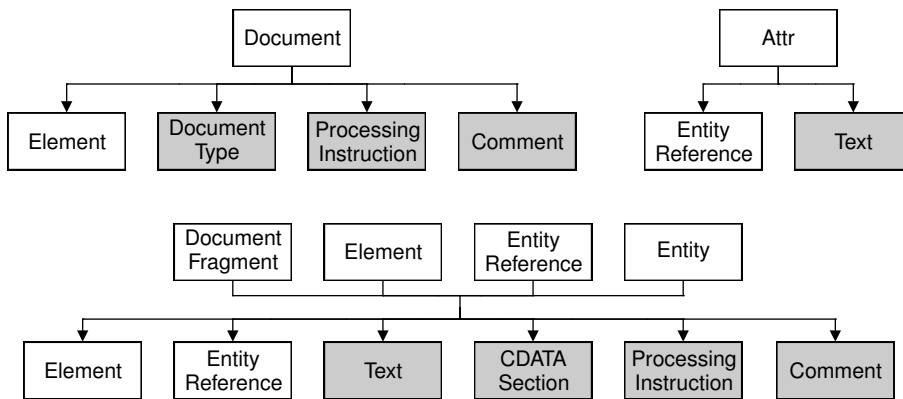 Document
Attr
Element
Document
Type
Processing
Instruction
Comment
Entity
Reference
Text
Document
Fragment
Element
Entity
Reference
Entity
Element
Entity
Reference
Text
CDATA
Section
Processing
Instruction
Comment